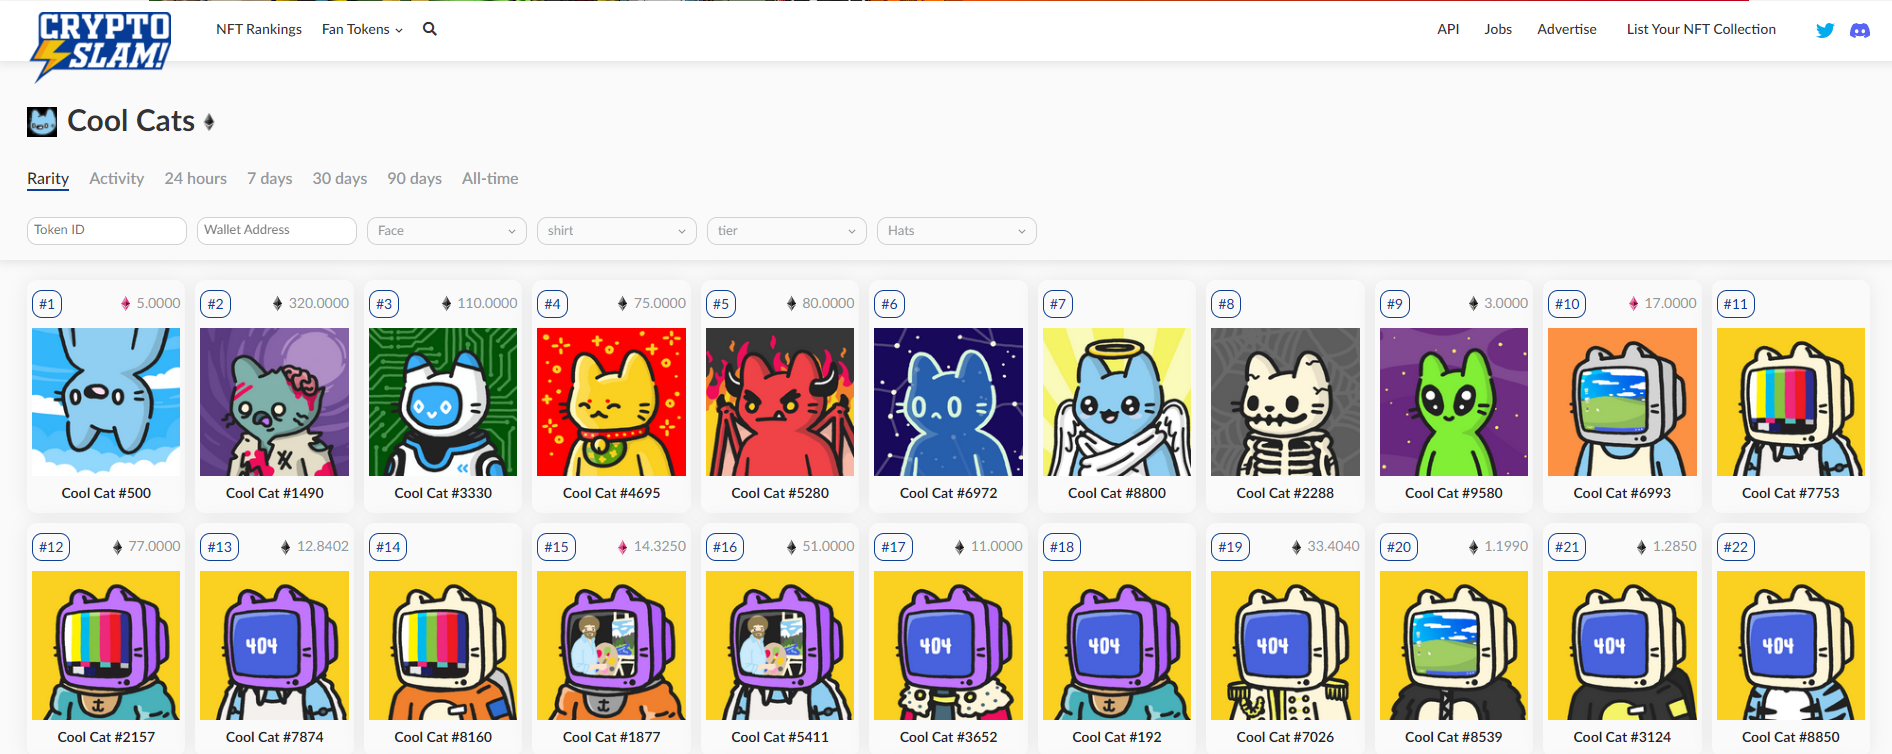 CRYPTO
SLAM!
NFT Rankings Fan Tokens
API Jobs Advertise List Your NFT Collection
Cool Cats
Rarity Activity 24 hours 7 days 30 days 90 days All-time
Token ID Wallet Address Face shirt tier Hats
#1 5.0000 #2 320.0000 #3 110.0000 #4 75.0000 #5 80.0000 #6 #7 #8 #9 3.0000 #10 17.0000 #11
Cool Cat #500 Cool Cat #1490 Cool Cat #3330 Cool Cat #4695 Cool Cat #5280 Cool Cat #6972 Cool Cat #8800 Cool Cat #2288 Cool Cat #9580 Cool Cat #6993 Cool Cat #7753
#12 77.0000 #13 12.8402 #14 #15 14.3250 #16 51.0000 #17 11.0000 #18 #19 33.4040 #20 1.1990 #21 1.2850 #22
404 404 404 404 404 404
Cool Cat #2157 Cool Cat #7874 Cool Cat #8160 Cool Cat #1877 Cool Cat #5411 Cool Cat #3652 Cool Cat #192 Cool Cat #7026 Cool Cat #8539 Cool Cat #3124 Cool Cat #8850